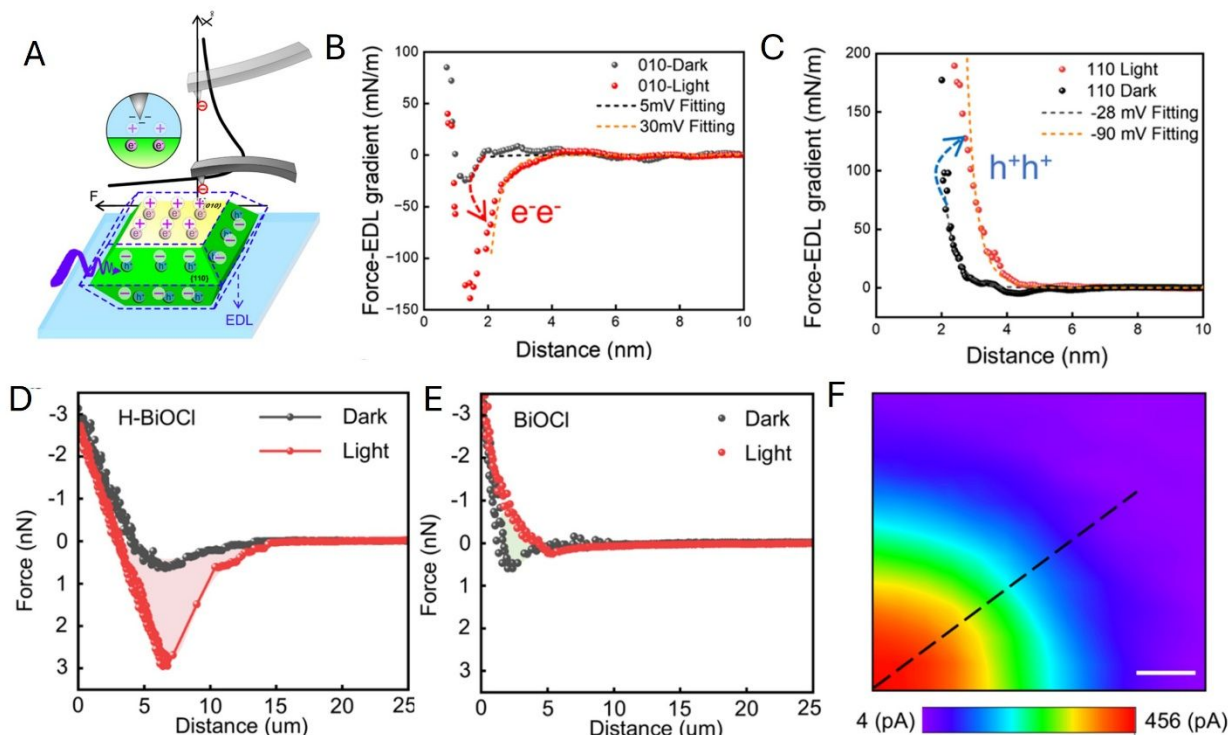 A
F
e⁻ e⁻ e⁻
{010}
e⁻ e⁻ e⁻
h⁺ h⁺ h⁺
{110}
h⁺ h⁺ h⁺
EDL
B
Force-EDL gradient (mN/m)
100
50
0
−50
−100
−150
010-Dark
010-Light
5mV Fitting
30mV Fitting
e⁻e⁻
0 2 4 6 8 10
Distance (nm)
C
Force-EDL gradient (mN/m)
200
150
100
50
0
110 Light
110 Dark
-28 mV Fitting
-90 mV Fitting
h⁺h⁺
0 2 4 6 8 10
Distance (nm)
D
H-BiOCl
Dark
Light
Force (nN)
-3
-2
-1
0
1
2
3
0 5 10 15 20 25
Distance (um)
E
BiOCl
Dark
Light
Force (nN)
-3
-2
-1
0
1
2
3
0 5 10 15 20 25
Distance (um)
F
4 (pA) 456 (pA)